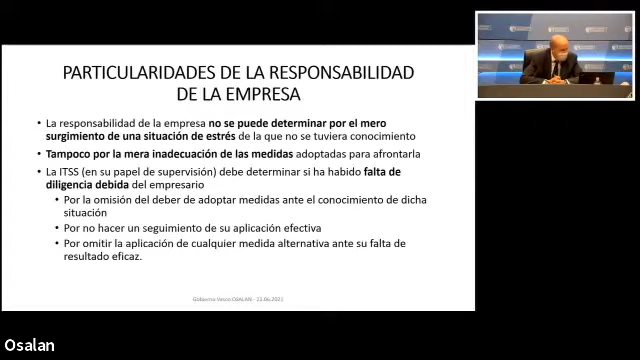 PARTICULARIDADES DE LA RESPONSABILIDAD
DE LA EMPRESA
• La responsabilidad de la empresa no se puede determinar por el mero
surgimiento de una situación de estrés de la que no se tuviera conocimiento
• Tampoco por la mera inadecuación de las medidas adoptadas para afrontarla
• La ITSS (en su papel de supervisión) debe determinar si ha habido falta de
diligencia debida del empresario
• Por la omisión del deber de adoptar medidas ante el conocimiento de dicha
situación
• Por no hacer un seguimiento de su aplicación efectiva
• Por omitir la aplicación de cualquier medida alternativa ante su falta de
resultado eficaz.
Gobierno Vasco OSALAN - 23.06.2021
Osalan